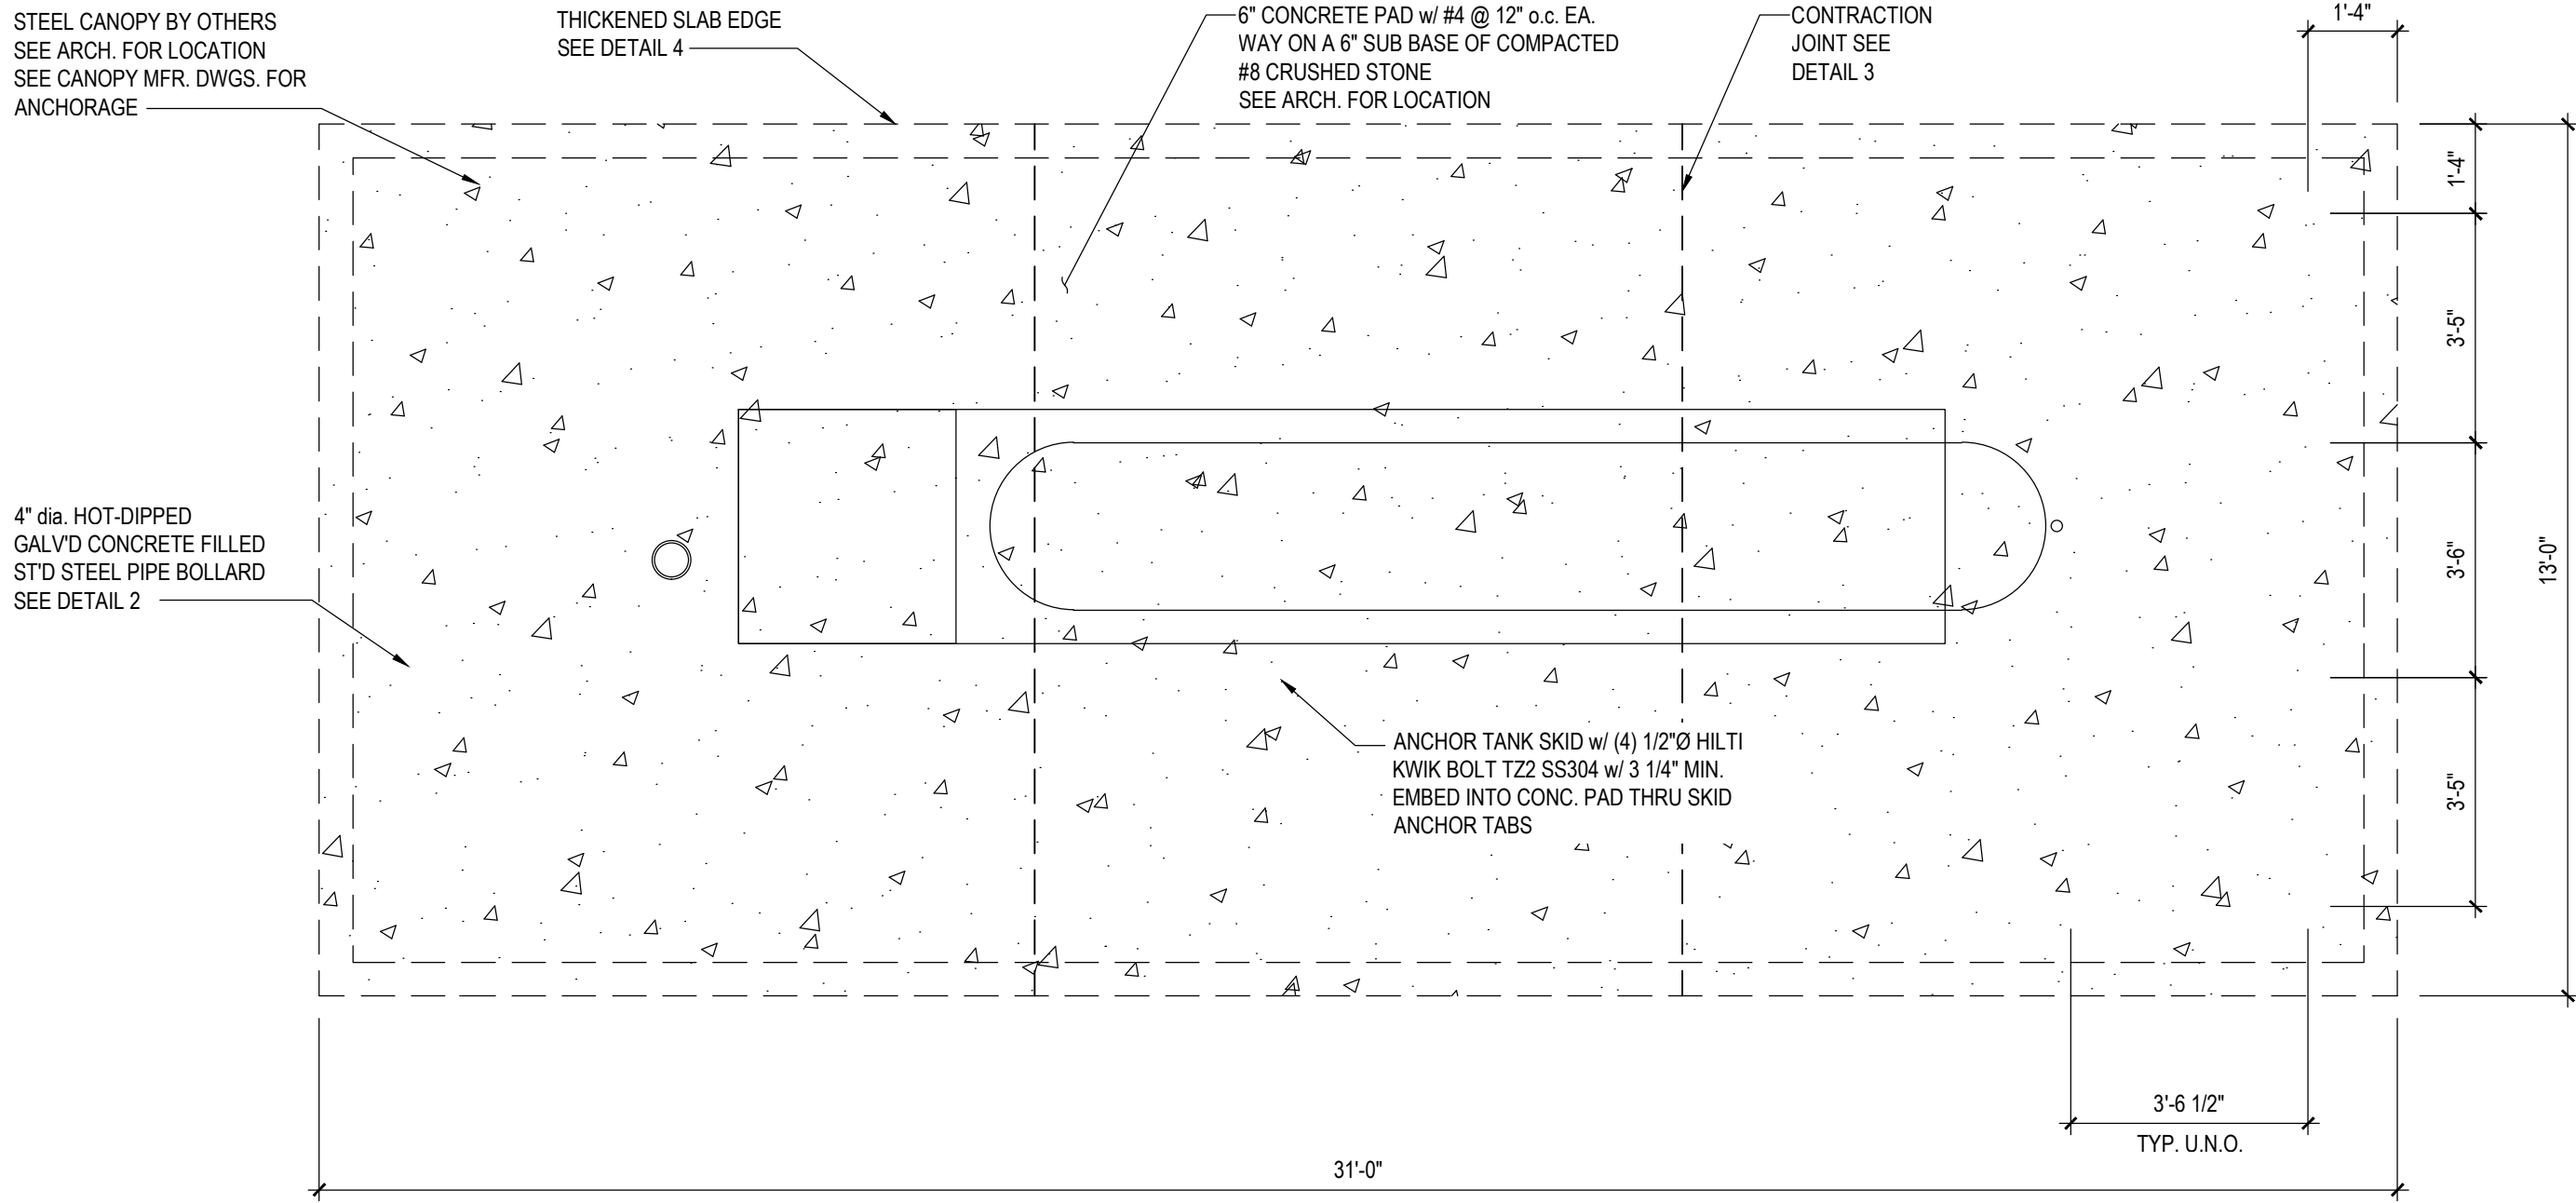 STEEL CANOPY BY OTHERS
SEE ARCH. FOR LOCATION
SEE CANOPY MFR. DWGS. FOR
ANCHORAGE
THICKENED SLAB EDGE
SEE DETAIL 4
6" CONCRETE PAD w/ #4 @ 12" o.c. EA.
WAY ON A 6" SUB BASE OF COMPACTED
#8 CRUSHED STONE
SEE ARCH. FOR LOCATION
CONTRACTION
JOINT SEE
DETAIL 3
1'-4"
1'-4"
3'-5"
3'-6"
3'-5"
13'-0"
4" dia. HOT-DIPPED
GALV'D CONCRETE FILLED
ST'D STEEL PIPE BOLLARD
SEE DETAIL 2
ANCHOR TANK SKID w/ (4) 1/2"Ø HILTI
KWIK BOLT TZ2 SS304 w/ 3 1/4" MIN.
EMBED INTO CONC. PAD THRU SKID
ANCHOR TABS
3'-6 1/2"
TYP. U.N.O.
31'-0"